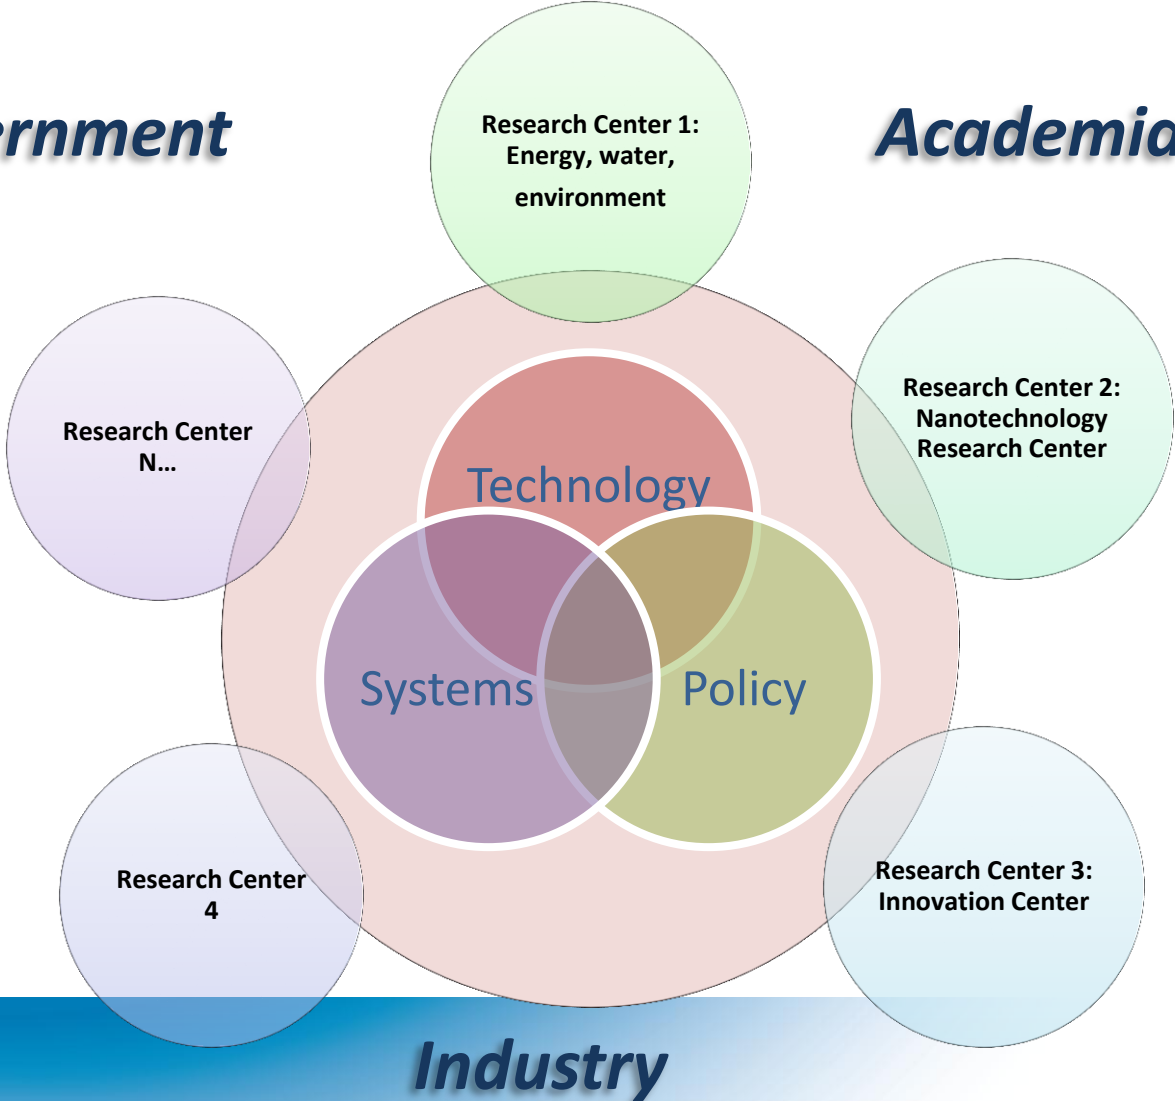 ernment
Academia
Research Center 1:
Energy, water,
environment
Research Center 2:
Nanotechnology
Research Center
Research Center
N…
Technology
Systems
Policy
Research Center 3:
Innovation Center
Research Center
4
Industry